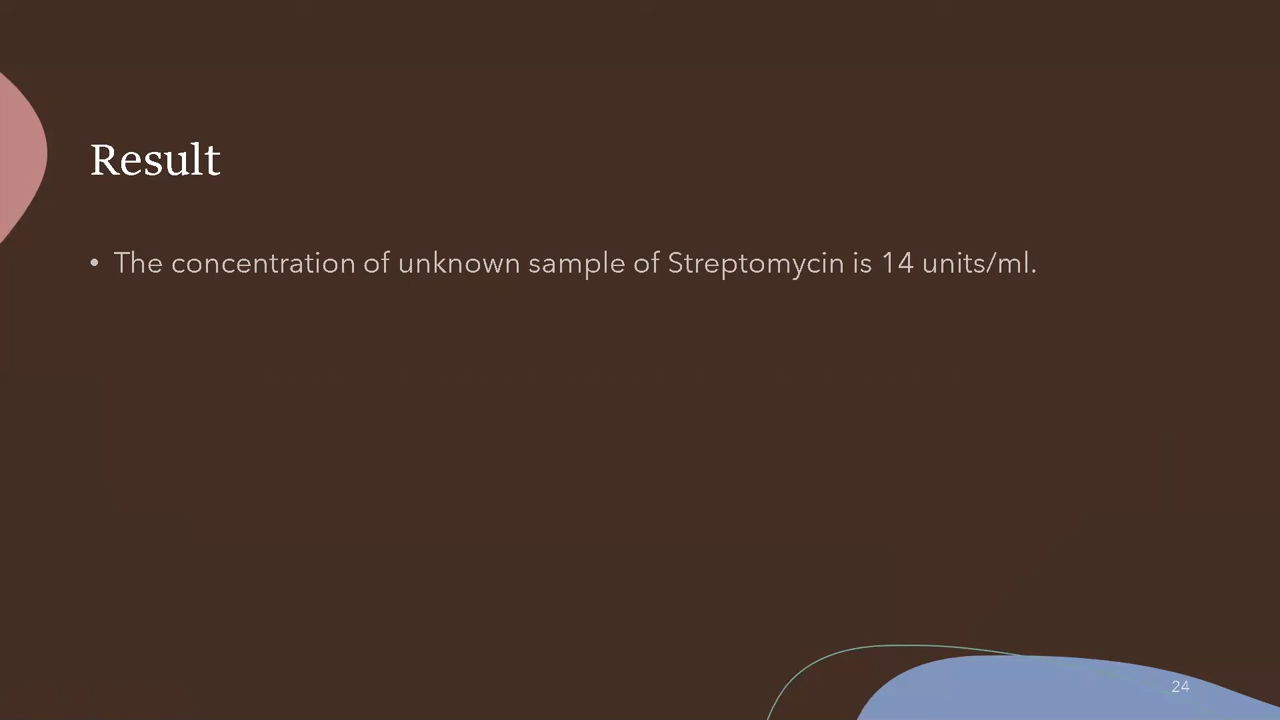 Result
• The concentration of unknown sample of Streptomycin is 14 units/ml.
24